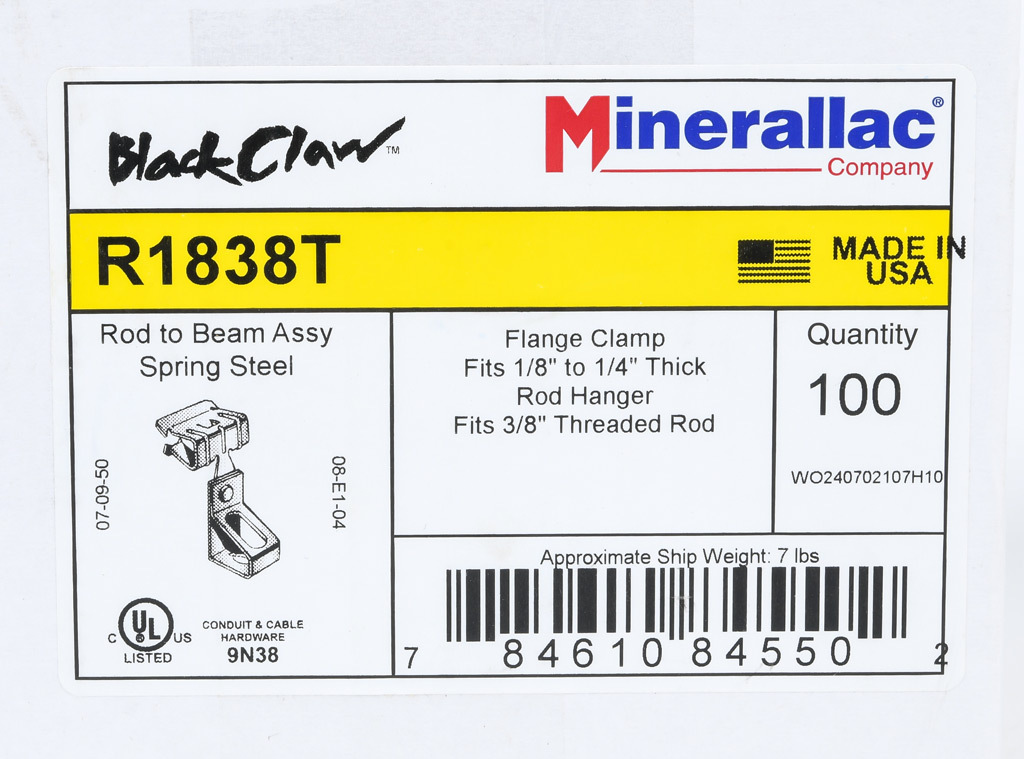 Black Claw™
Minerallac®
Company
R1838T
MADE IN
USA
Rod to Beam Assy
Spring Steel
07-09-50
08-E1-04
C UL® US
LISTED
CONDUIT & CABLE
HARDWARE
9N38
Flange Clamp
Fits 1/8" to 1/4" Thick
Rod Hanger
Fits 3/8" Threaded Rod
Quantity
100
WO240702107H10
Approximate Ship Weight: 7 lbs
7 84610 84550 2